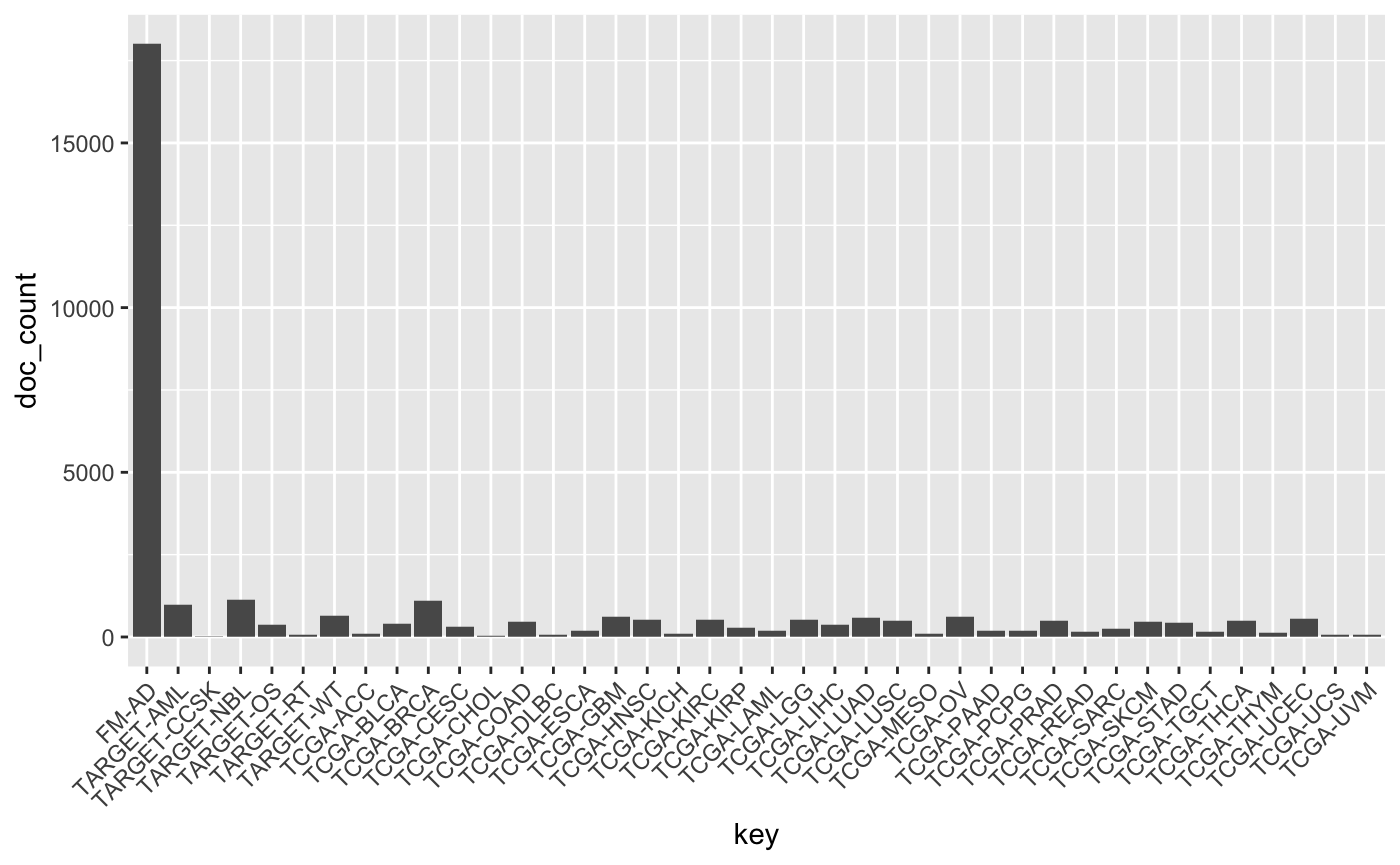 doc_count
15000
10000
5000
0
FM-AD
TARGET-AML
TARGET-CCSK
TARGET-NBL
TARGET-OS
TARGET-RT
TARGET-WT
TCGA-ACC
TCGA-BLCA
TCGA-BRCA
TCGA-CESC
TCGA-CHOL
TCGA-COAD
TCGA-DLBC
TCGA-ESCA
TCGA-GBM
TCGA-HNSC
TCGA-KICH
TCGA-KIRC
TCGA-KIRP
TCGA-LAML
TCGA-LGG
TCGA-LIHC
TCGA-LUAD
TCGA-LUSC
TCGA-MESO
TCGA-OV
TCGA-PAAD
TCGA-PCPG
TCGA-PRAD
TCGA-READ
TCGA-SARC
TCGA-SKCM
TCGA-STAD
TCGA-TGCT
TCGA-THCA
TCGA-THYM
TCGA-UCEC
TCGA-UCS
TCGA-UVM
key